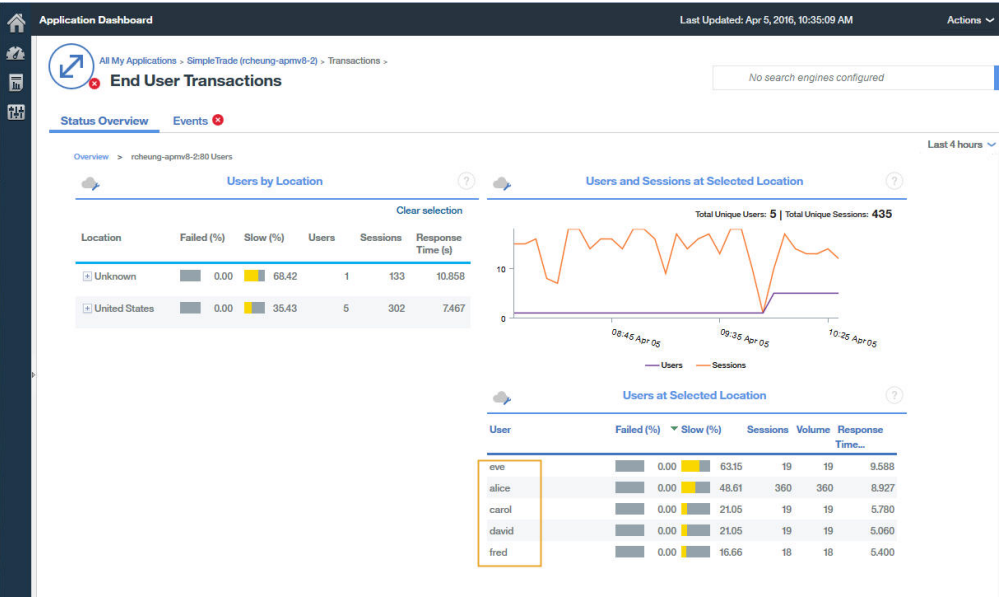 Application Dashboard
Last Updated: Apr 5, 2016, 10:35:09 AM
Actions
All My Applications > SimpleTrade (rcheung-apmv8-2) > Transactions >
End User Transactions
No search engines configured
Status Overview
Events
Last 4 hours
Overview > rcheung-apmv8-2:80 Users
Users by Location
?
Clear selection
Location Failed (%) Slow (%) Users Sessions Response
Time (s)
Unknown 0.00 68.42 1 133 10.858
United States 0.00 35.43 5 302 7.467
Users and Sessions at Selected Location
?
Total Unique Users: 5 | Total Unique Sessions: 435
10
0
08:45 Apr 05
09:35 Apr 05
10:25 Apr 05
Users Sessions
Users at Selected Location
?
User Failed (%) Slow (%) Sessions Volume Response
Time...
eve 0.00 63.15 19 19 9.588
alice 0.00 48.61 360 360 8.927
carol 0.00 21.05 19 19 5.780
david 0.00 21.05 19 19 5.060
fred 0.00 16.66 18 18 5.400